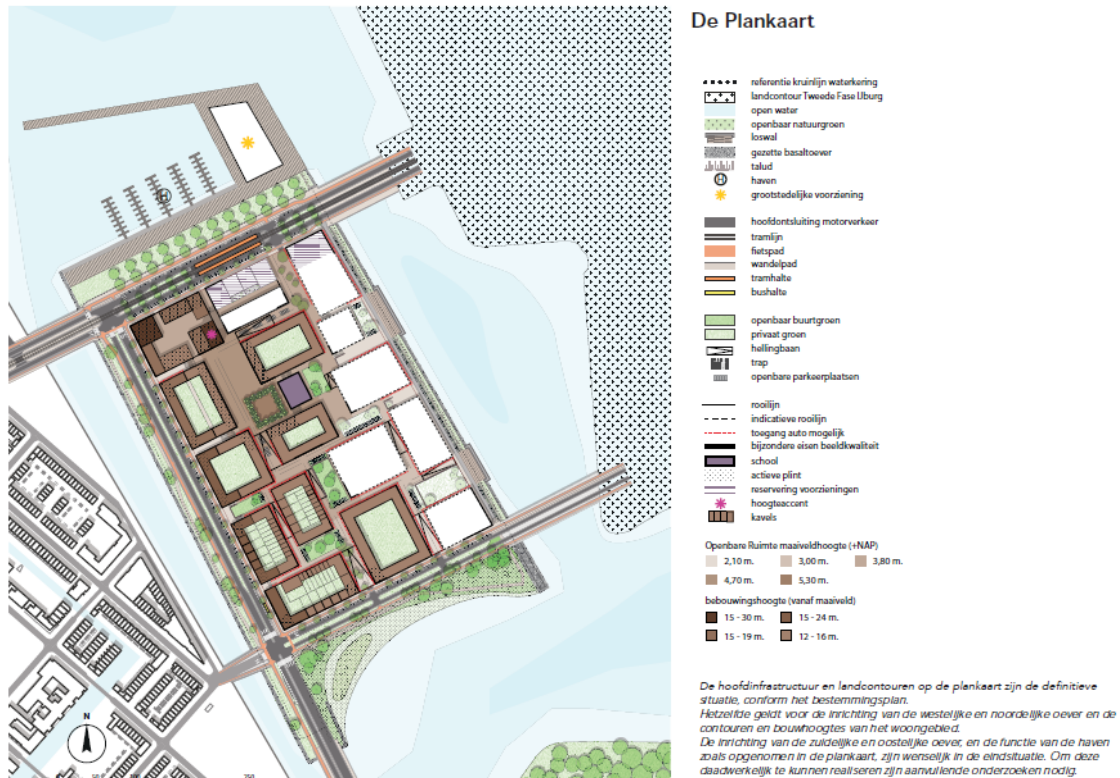 De Plankaart
referentie kruinlijn waterkering
landcontour Tweede Fase IJburg
open water
openbaar natuurgroen
loswal
gezette basaltoever
talud
H
haven
grootstedelijke voorziening
hoofdontsluiting motorverkeer
tramlijn
fietspad
wandelpad
tramhalte
bushalte
openbaar buurtgroen
privaat groen
hellingbaan
trap
openbare parkeerplaatsen
rooilijn
indicatieve rooilijn
toegang auto mogelijk
bijzondere eisen beeldkwaliteit
school
actieve plint
reservering voorzieningen
hoogteaccent
kavels
Openbare Ruimte maaiveldhoogte (+NAP)
2,10 m. 3,00 m. 3,80 m.
4,70 m. 5,30 m.
bebouwingshoogte (vanaf maaiveld)
15 - 30 m. 15 - 24 m.
15 - 19 m. 12 - 16 m.
De hoofdinfrastructuur en landcontouren op de plankaart zijn de definitieve
situatie, conform het bestemmingsplan.
Hetzelfde geldt voor de inrichting van de westelijke en noordelijke oever en de
contouren en bouwhoogtes van het woongebied.
De inrichting van de zuidelijke en oostelijke oever, en de functie van de haven
zoals opgenomen in de plankaart, zijn wenselijk in de eindsituatie. Om deze
daadwerkelijk te kunnen realiseren zijn aanvullende onderzoeken nodig.
H
N